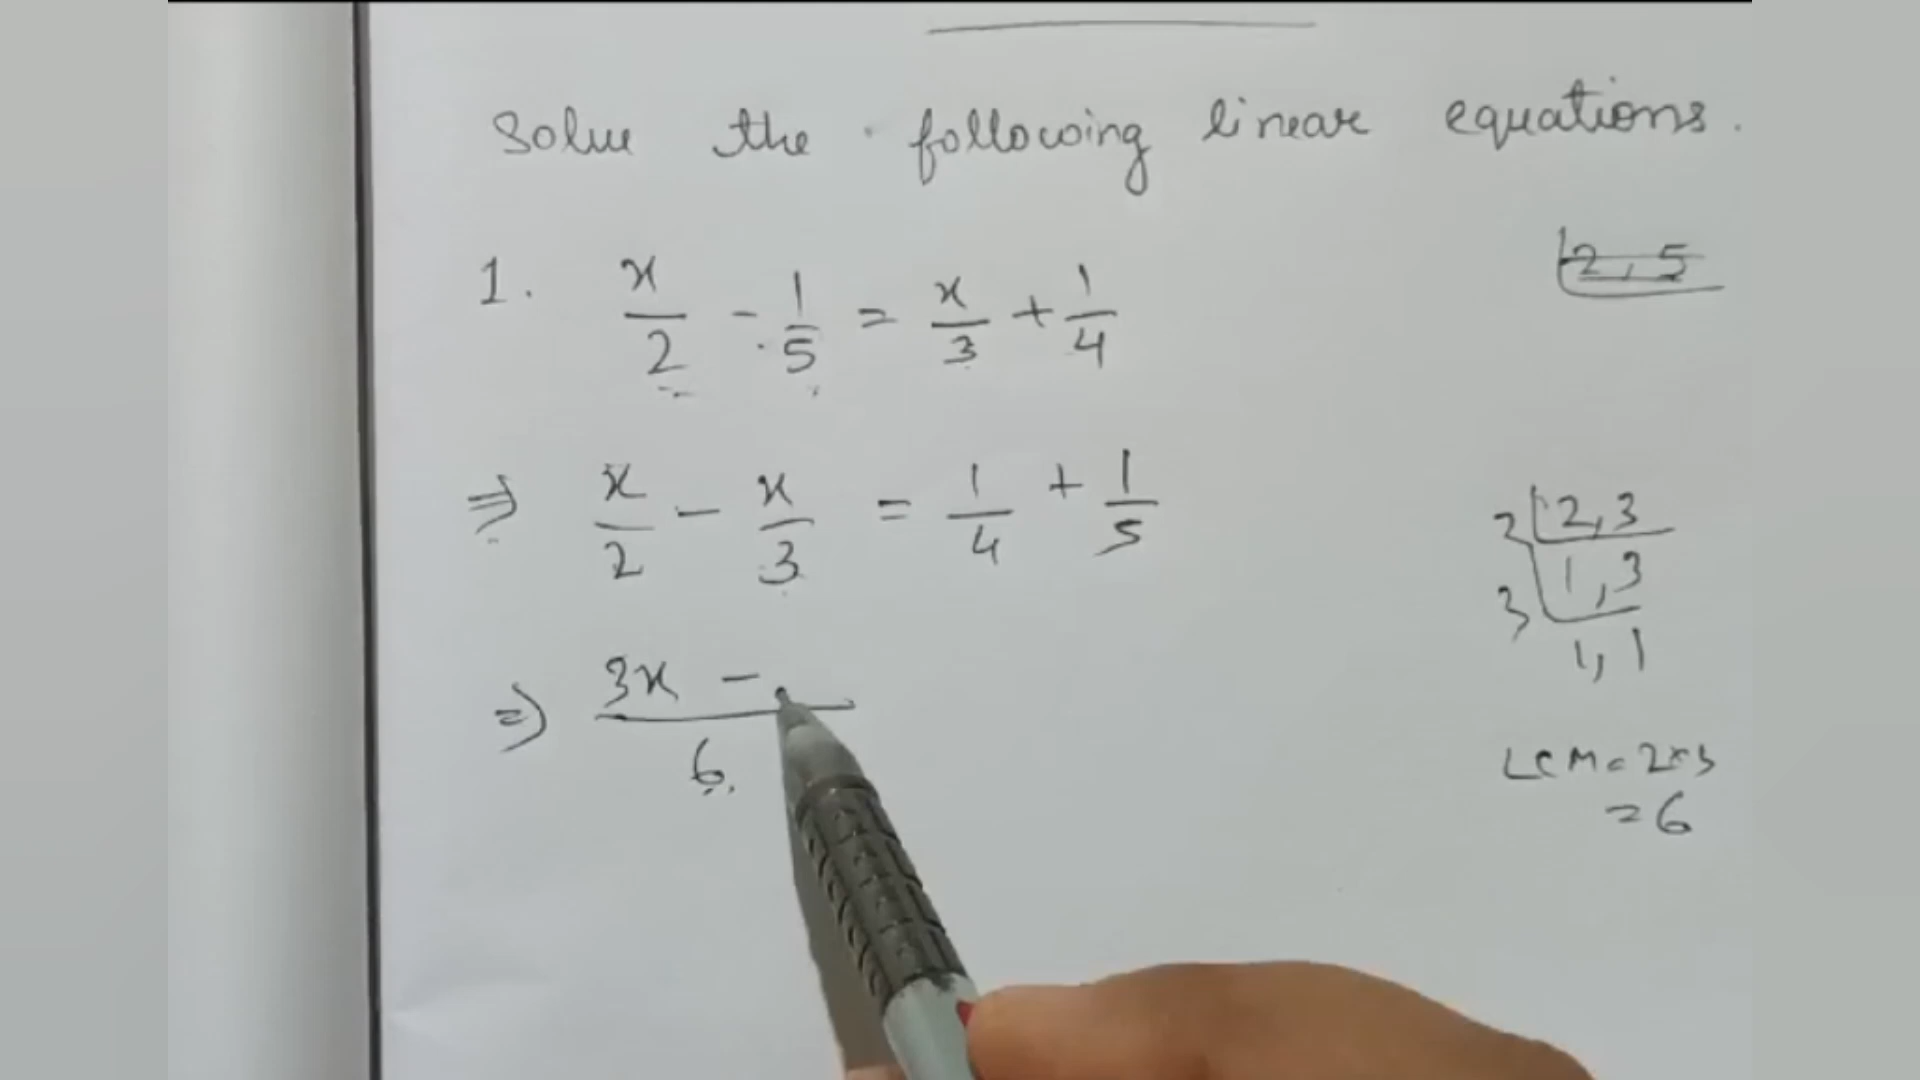 Solve the following linear equations.
1. x/2 - 1/5 = x/3 + 1/4
⇒ x/2 - x/3 = 1/4 + 1/5
⇒ 3x - / 6
2, 5
2 | 2, 3
3 | 1, 3
1, 1
LCM = 2×3
= 6